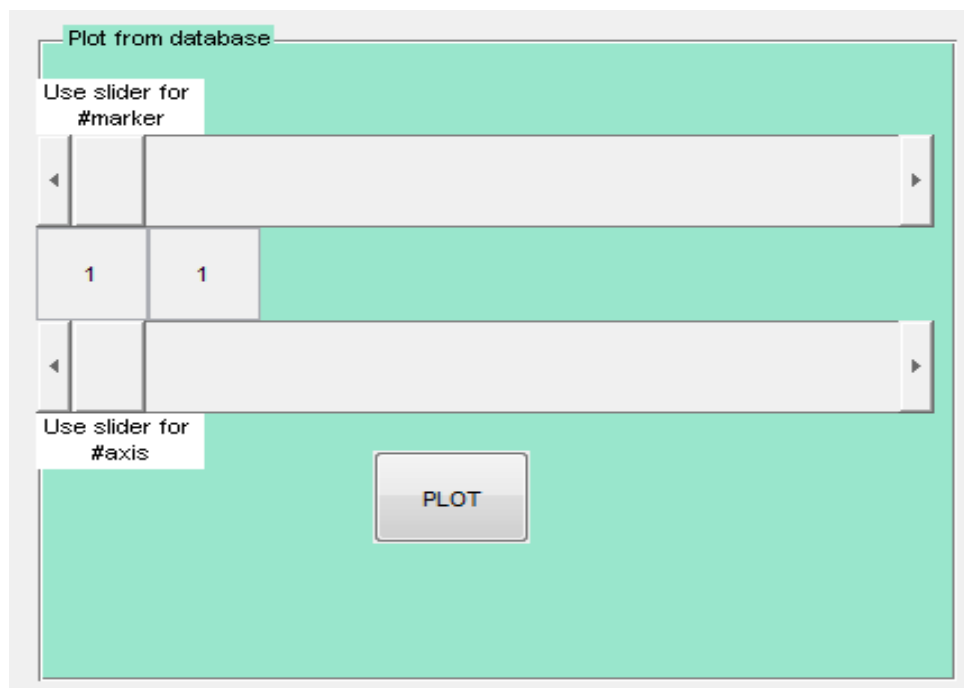 Plot from database
Use slider for
#marker
1 1
Use slider for
#axis
PLOT